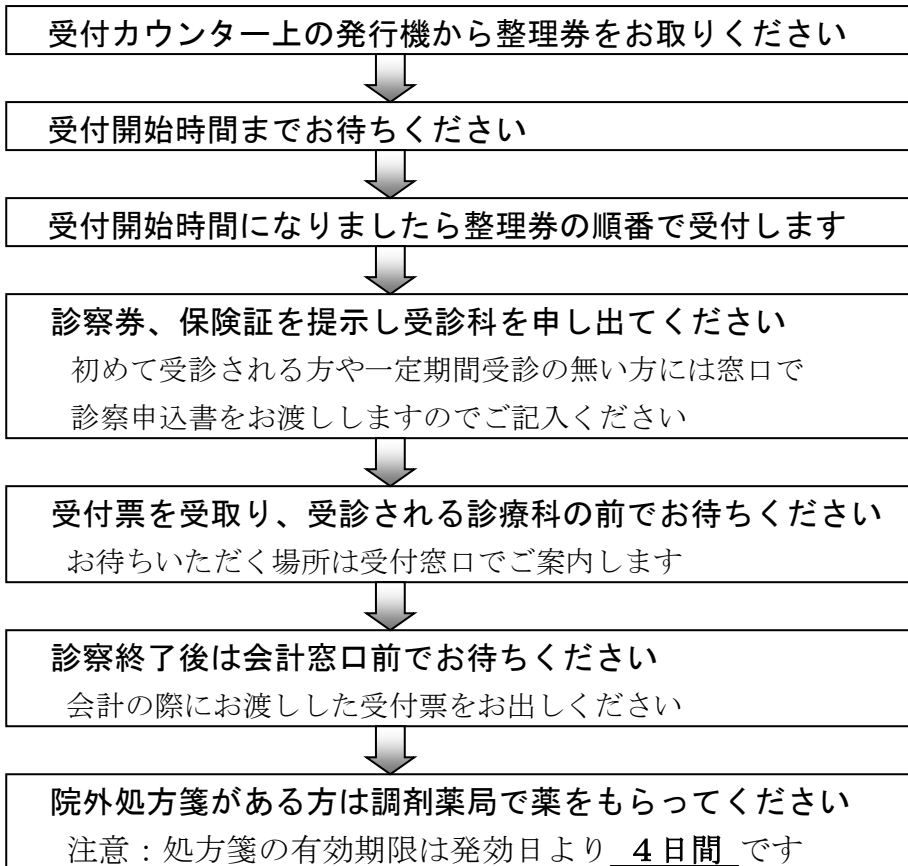 受付カウンター上の発行機から整理券をお取りください
受付開始時間までお待ちください
受付開始時間になりましたら整理券の順番で受付します
診察券、保険証を提示し受診科を申し出てください
初めて受診される方や一定期間受診の無い方には窓口で
診察申込書をお渡ししますのでご記入ください
受付票を受取り、受診される診療科の前でお待ちください
お待ちいただく場所は受付窓口でご案内します
診察終了後は会計窓口前でお待ちください
会計の際にお渡しした受付票をお出しください
院外処方箋がある方は調剤薬局で薬をもらってください
注意：処方箋の有効期限は発効日より 4日間 です